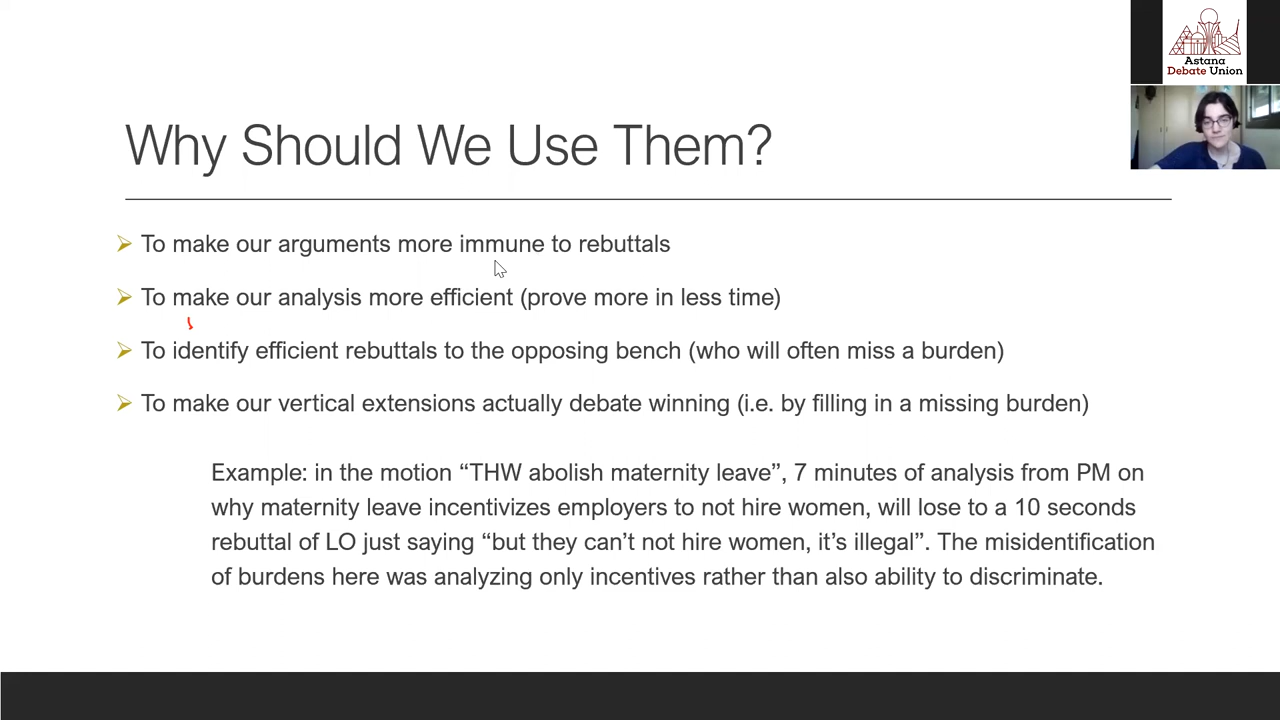 Astana
Debate Union
Why Should We Use Them?
To make our arguments more immune to rebuttals
To make our analysis more efficient (prove more in less time)
To identify efficient rebuttals to the opposing bench (who will often miss a burden)
To make our vertical extensions actually debate winning (i.e. by filling in a missing burden)
Example: in the motion “THW abolish maternity leave”, 7 minutes of analysis from PM on
why maternity leave incentivizes employers to not hire women, will lose to a 10 seconds
rebuttal of LO just saying “but they can’t not hire women, it’s illegal”. The misidentification
of burdens here was analyzing only incentives rather than also ability to discriminate.